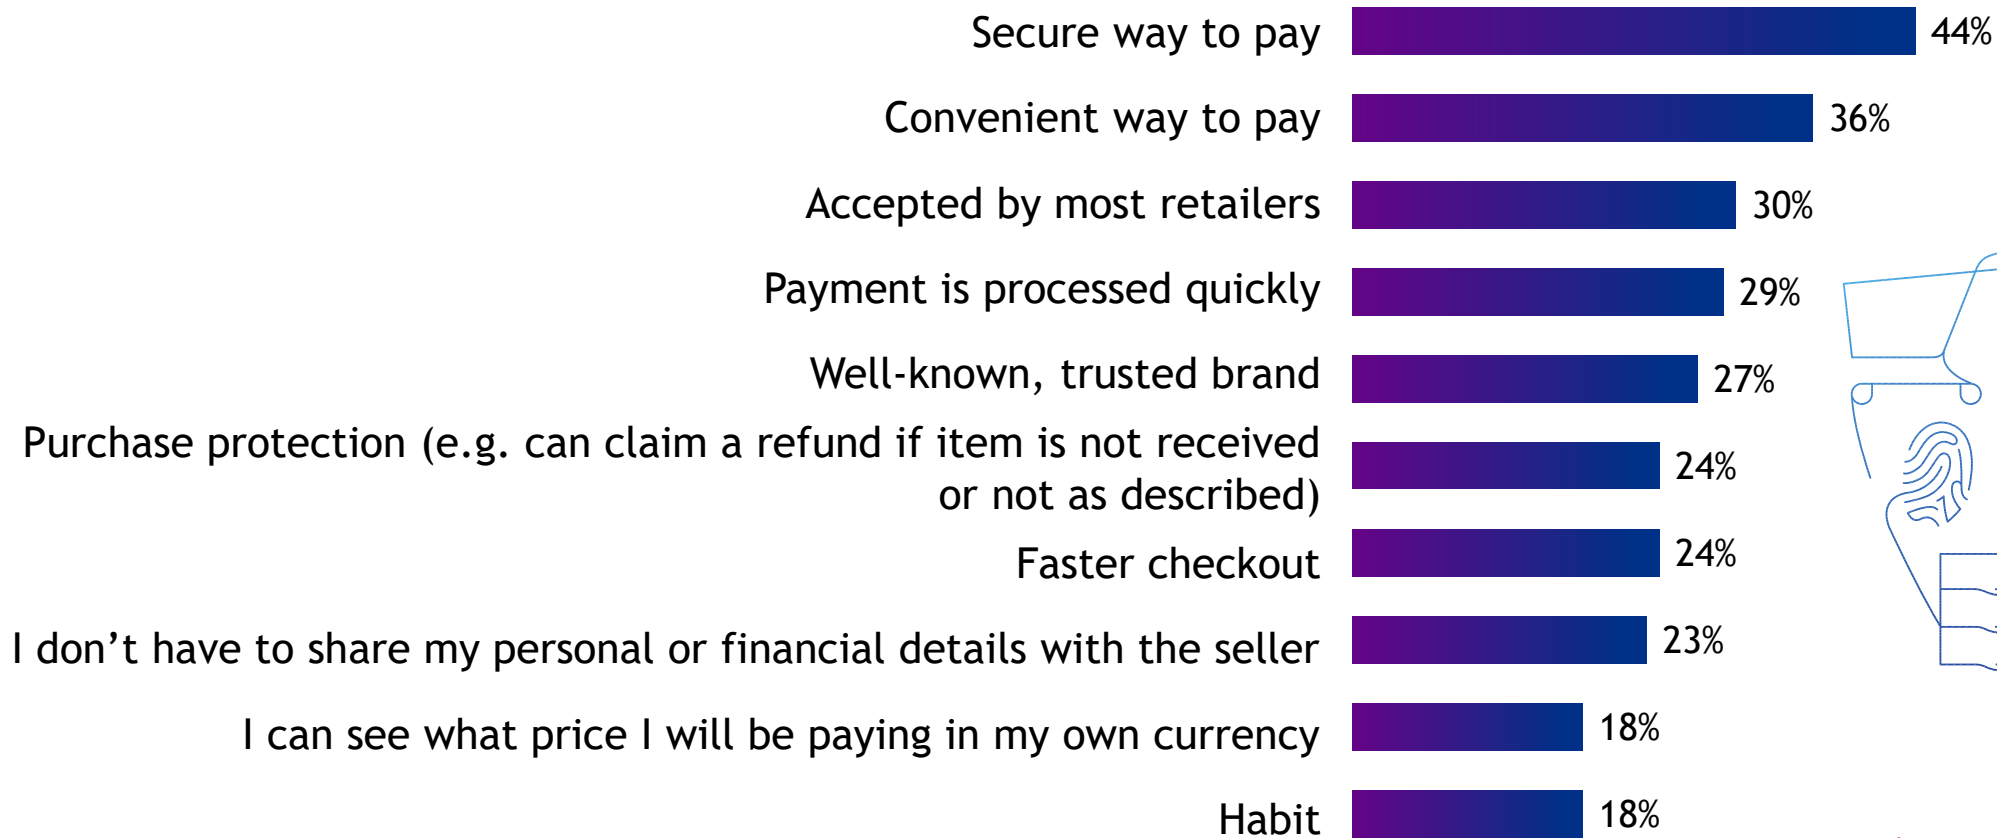 Secure way to pay 44%
Convenient way to pay 36%
Accepted by most retailers 30%
Payment is processed quickly 29%
Well-known, trusted brand 27%
Purchase protection (e.g. can claim a refund if item is not received
or not as described) 24%
Faster checkout 24%
I don’t have to share my personal or financial details with the seller 23%
I can see what price I will be paying in my own currency 18%
Habit 18%